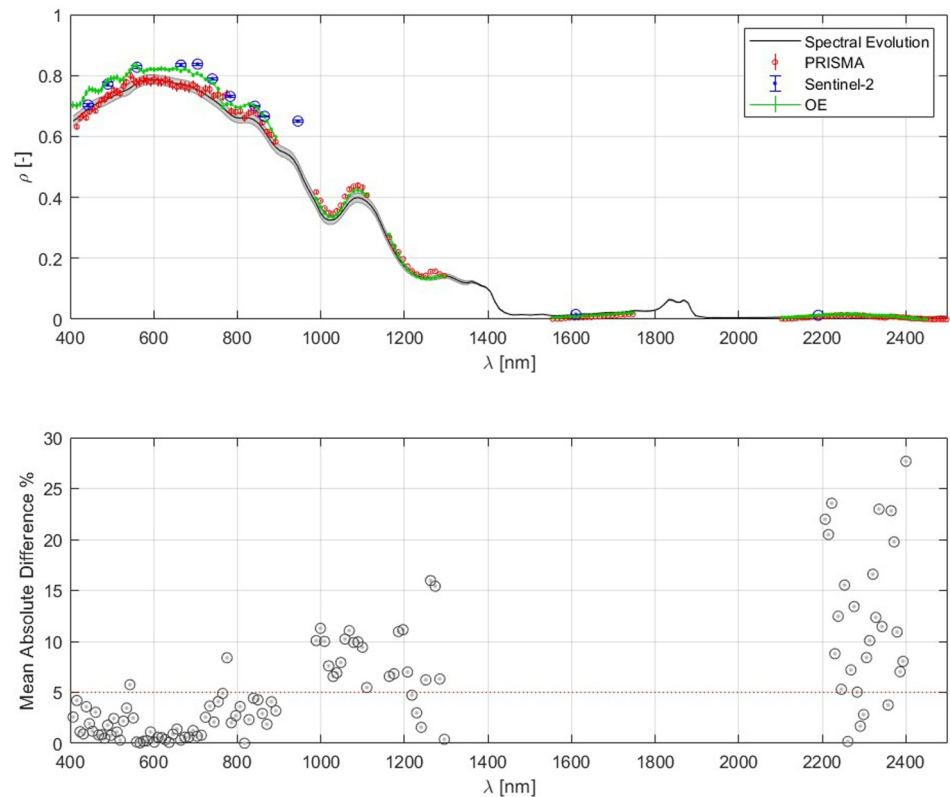 1
0.8
0.6
0.4
0.2
0
ρ [-]
Spectral Evolution
PRISMA
Sentinel-2
OE
400 600 800 1000 1200 1400 1600 1800 2000 2200 2400
λ [nm]
30
25
20
15
10
5
0
Mean Absolute Difference %
400 600 800 1000 1200 1400 1600 1800 2000 2200 2400
λ [nm]